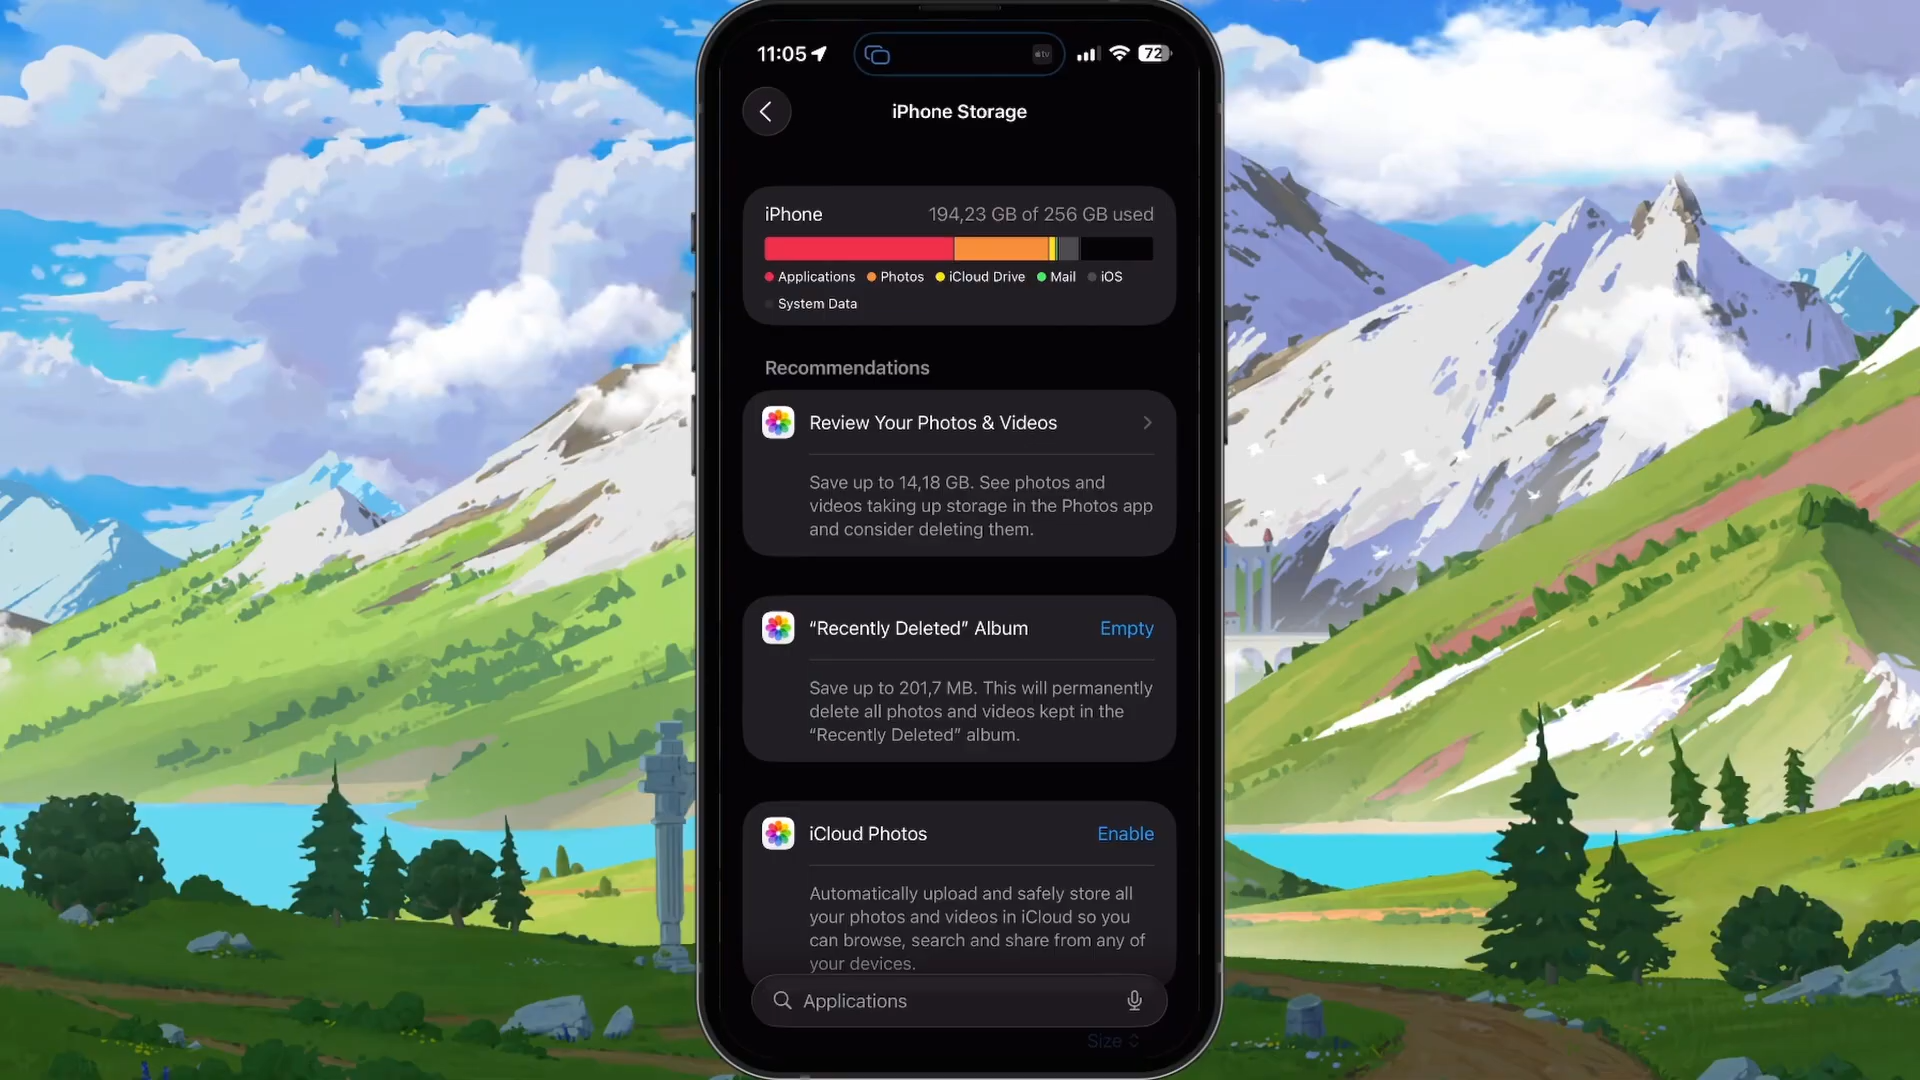 11:05
tv
72
iPhone Storage
iPhone
194,23 GB of 256 GB used
Applications Photos iCloud Drive Mail iOS
System Data
Recommendations
Review Your Photos & Videos
Save up to 14,18 GB. See photos and
videos taking up storage in the Photos app
and consider deleting them.
“Recently Deleted” Album
Empty
Save up to 201,7 MB. This will permanently
delete all photos and videos kept in the
“Recently Deleted” album.
iCloud Photos
Enable
Automatically upload and safely store all
your photos and videos in iCloud so you
can browse, search and share from any of
your devices.
Applications
Size